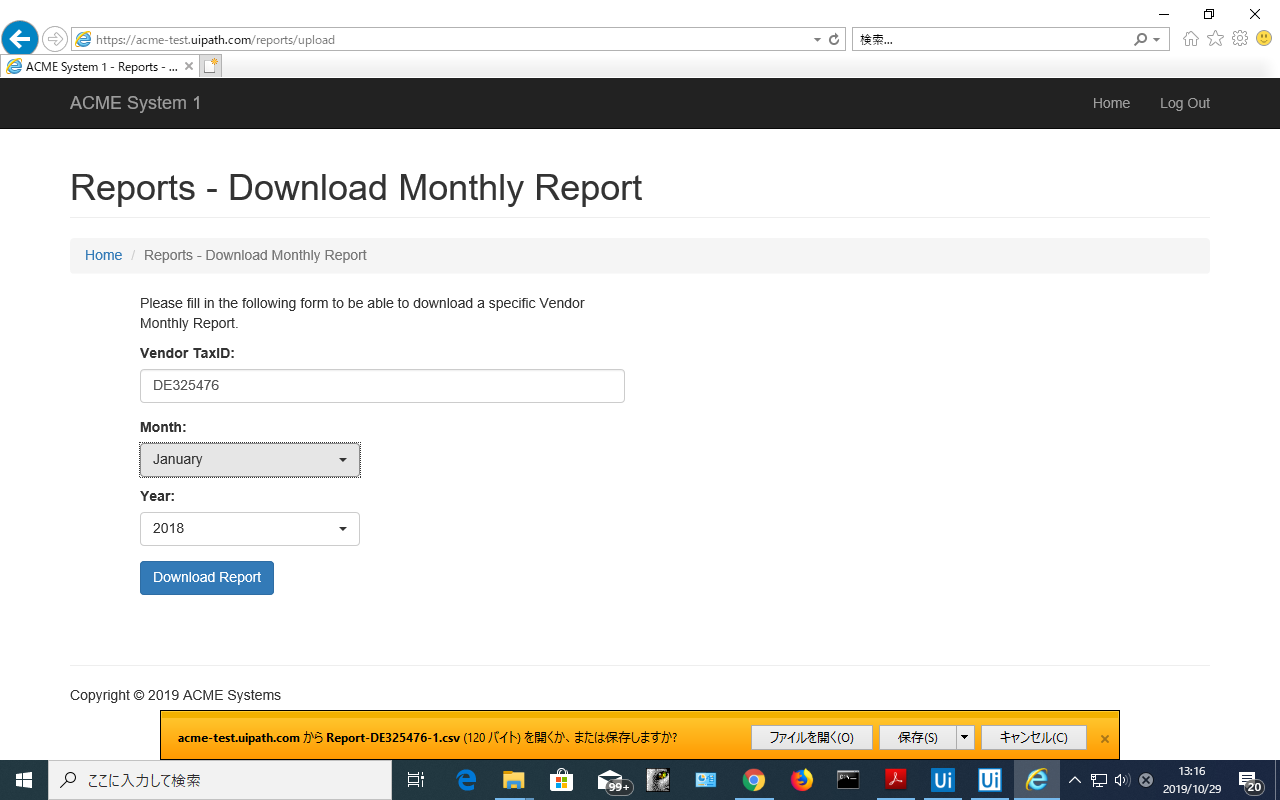 https://acme-test.uipath.com/reports/upload
検索...
ACME System 1 - Reports - ...
ACME System 1
Home
Log Out
Reports - Download Monthly Report
Home / Reports - Download Monthly Report
Please fill in the following form to be able to download a specific Vendor
Monthly Report.
Vendor TaxID:
DE325476
Month:
January
Year:
2018
Download Report
Copyright © 2019 ACME Systems
acme-test.uipath.com から Report-DE325476-1.csv (120 バイト) を開くか、または保存しますか?
ファイルを開く(O)
保存(S)
キャンセル(C)
ここに入力して検索
99+
Ui
Ui
13:16
2019/10/29
20